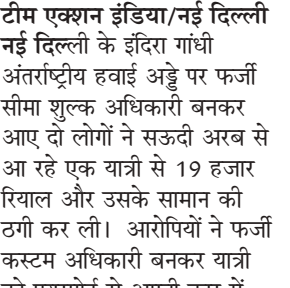 टीम एक्शन इंडिया/नई दिल्ली
नई दिल्ली के इंदिरा गांधी
अंतर्राष्ट्रीय हवाई अड्डे पर फर्जी
सीमा शुल्क अधिकारी बनकर
आए दो लोगों ने सऊदी अरब से
आ रहे एक यात्री से 19 हजार
रियाल और उसके सामान की
ठगी कर ली। आरोपियों ने फर्जी
कस्टम अधिकारी बनकर यात्री